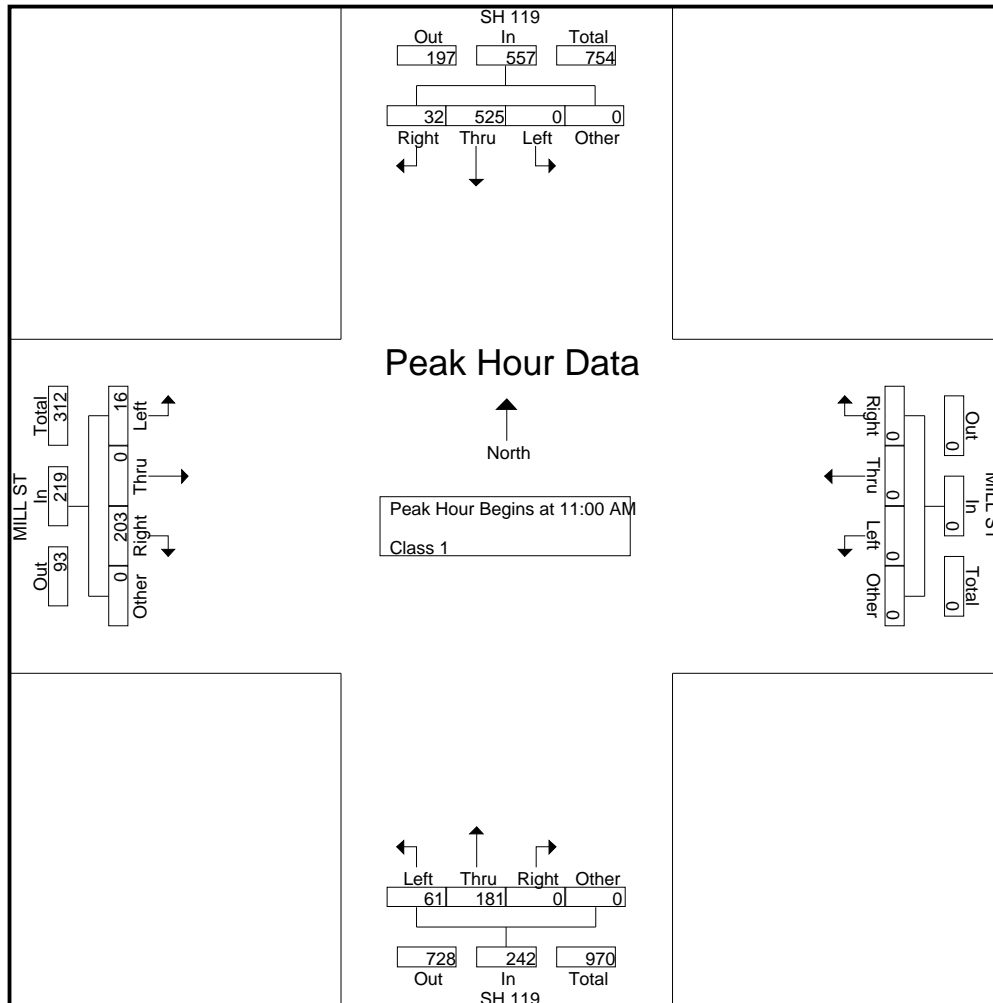 SH 119
Out In Total
197 557 754
32 525 0 0
Right Thru Left Other
Peak Hour Data
North
Peak Hour Begins at 11:00 AM
Class 1
MILL ST
Total In Out
312 219 93
16 0 203 0
Left Thru Right Other
MILL ST
Out In Total
0 0 0
0 0 0 0
Right Thru Left Other
Left Thru Right Other
61 181 0 0
728 242 970
Out In Total
SH 119